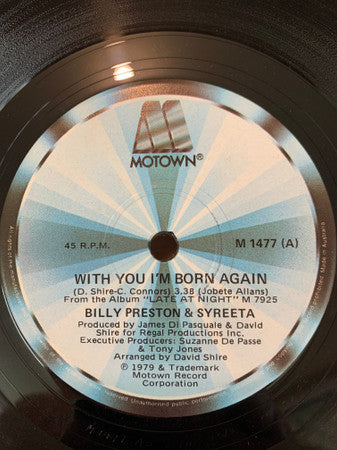 MOTOWN®
45 R.P.M. M 1477 (A)
WITH YOU I'M BORN AGAIN
(D. Shire-C. Connors) 3.38 (Jobete Allans)
From the Album "LATE AT NIGHT" M 7925
BILLY PRESTON & SYREETA
Produced by James Di Pasquale & David
Shire for Regal Productions Inc.
Executive Producers: Suzanne De Passe
& Tony Jones
Arranged by David Shire
℗ 1979 & Trademark
Motown Record
Corporation